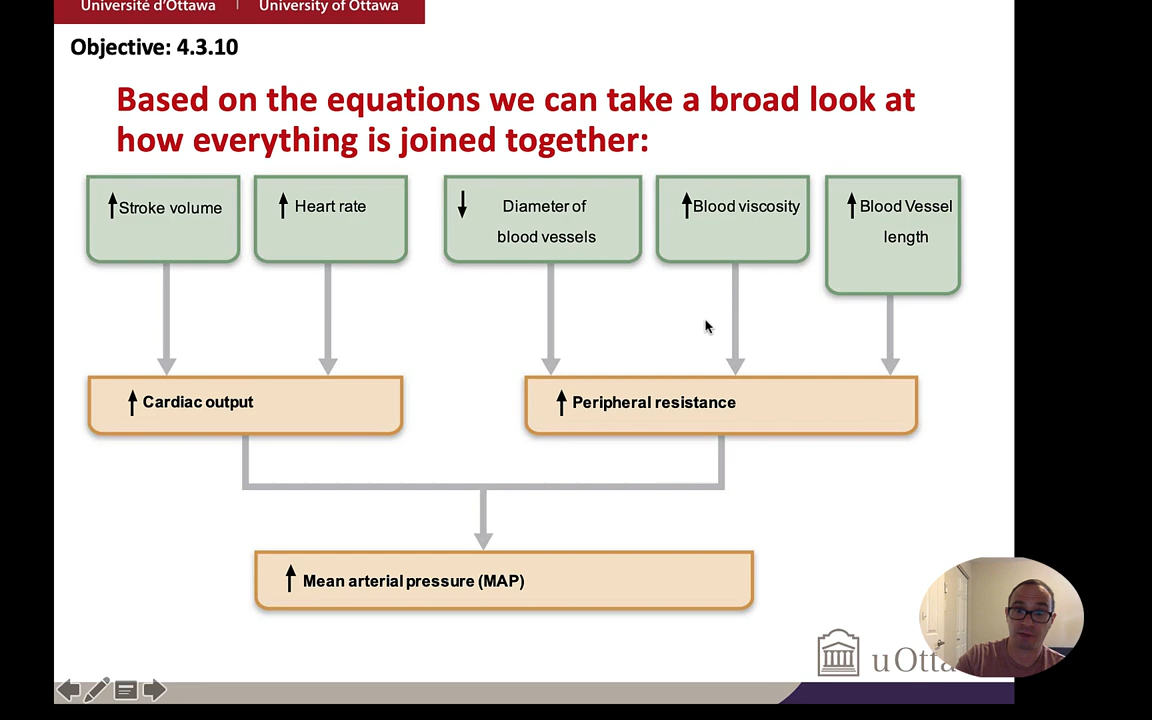 Université d'Ottawa | University of Ottawa
Objective: 4.3.10
Based on the equations we can take a broad look at
how everything is joined together:
↑Stroke volume
↑ Heart rate
↓ Diameter of
blood vessels
↑Blood viscosity
↑ Blood Vessel
length
↑ Cardiac output
↑ Peripheral resistance
↑ Mean arterial pressure (MAP)